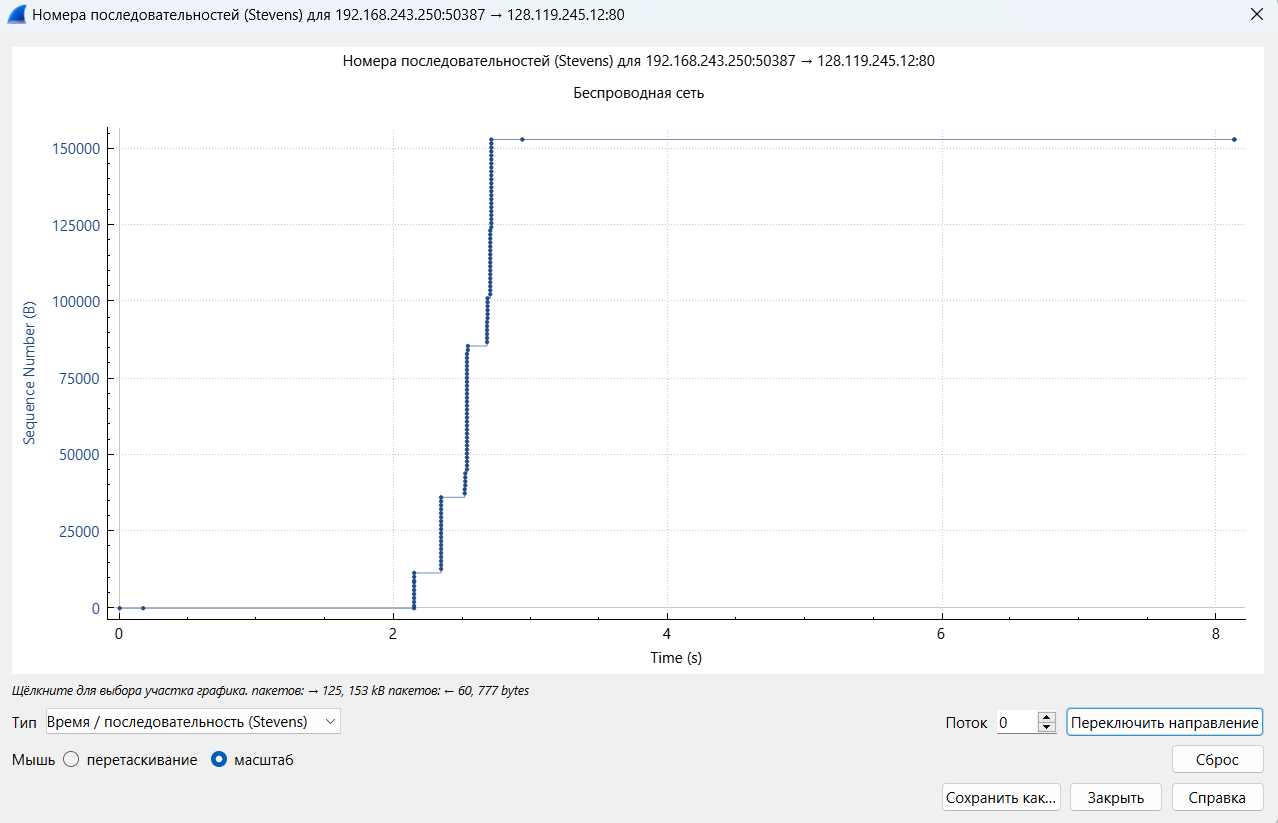 Номера последовательностей (Stevens) для 192.168.243.250:50387 → 128.119.245.12:80
Номера последовательностей (Stevens) для 192.168.243.250:50387 → 128.119.245.12:80
Беспроводная сеть
150000
125000
100000
75000
50000
25000
0
Sequence Number (B)
0 2 4 6 8
Time (s)
Щёлкните для выбора участка графика. пакетов: → 125, 153 kB пакетов: ← 60, 777 bytes
Тип Время / последовательность (Stevens) Поток 0 Переключить направление
Мышь перетаскивание масштаб Сброс
Сохранить как... Закрыть Справка